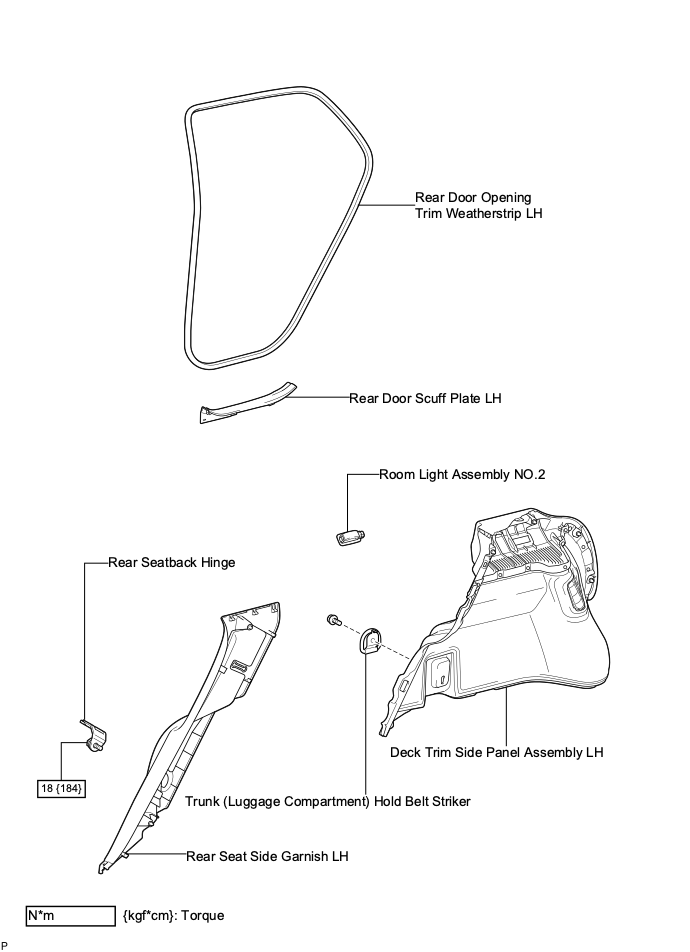 Rear Door Opening
Trim Weatherstrip LH
Rear Door Scuff Plate LH
Room Light Assembly NO.2
Rear Seatback Hinge
Deck Trim Side Panel Assembly LH
18 {184}
Trunk (Luggage Compartment) Hold Belt Striker
Rear Seat Side Garnish LH
N*m {kgf*cm}: Torque
P